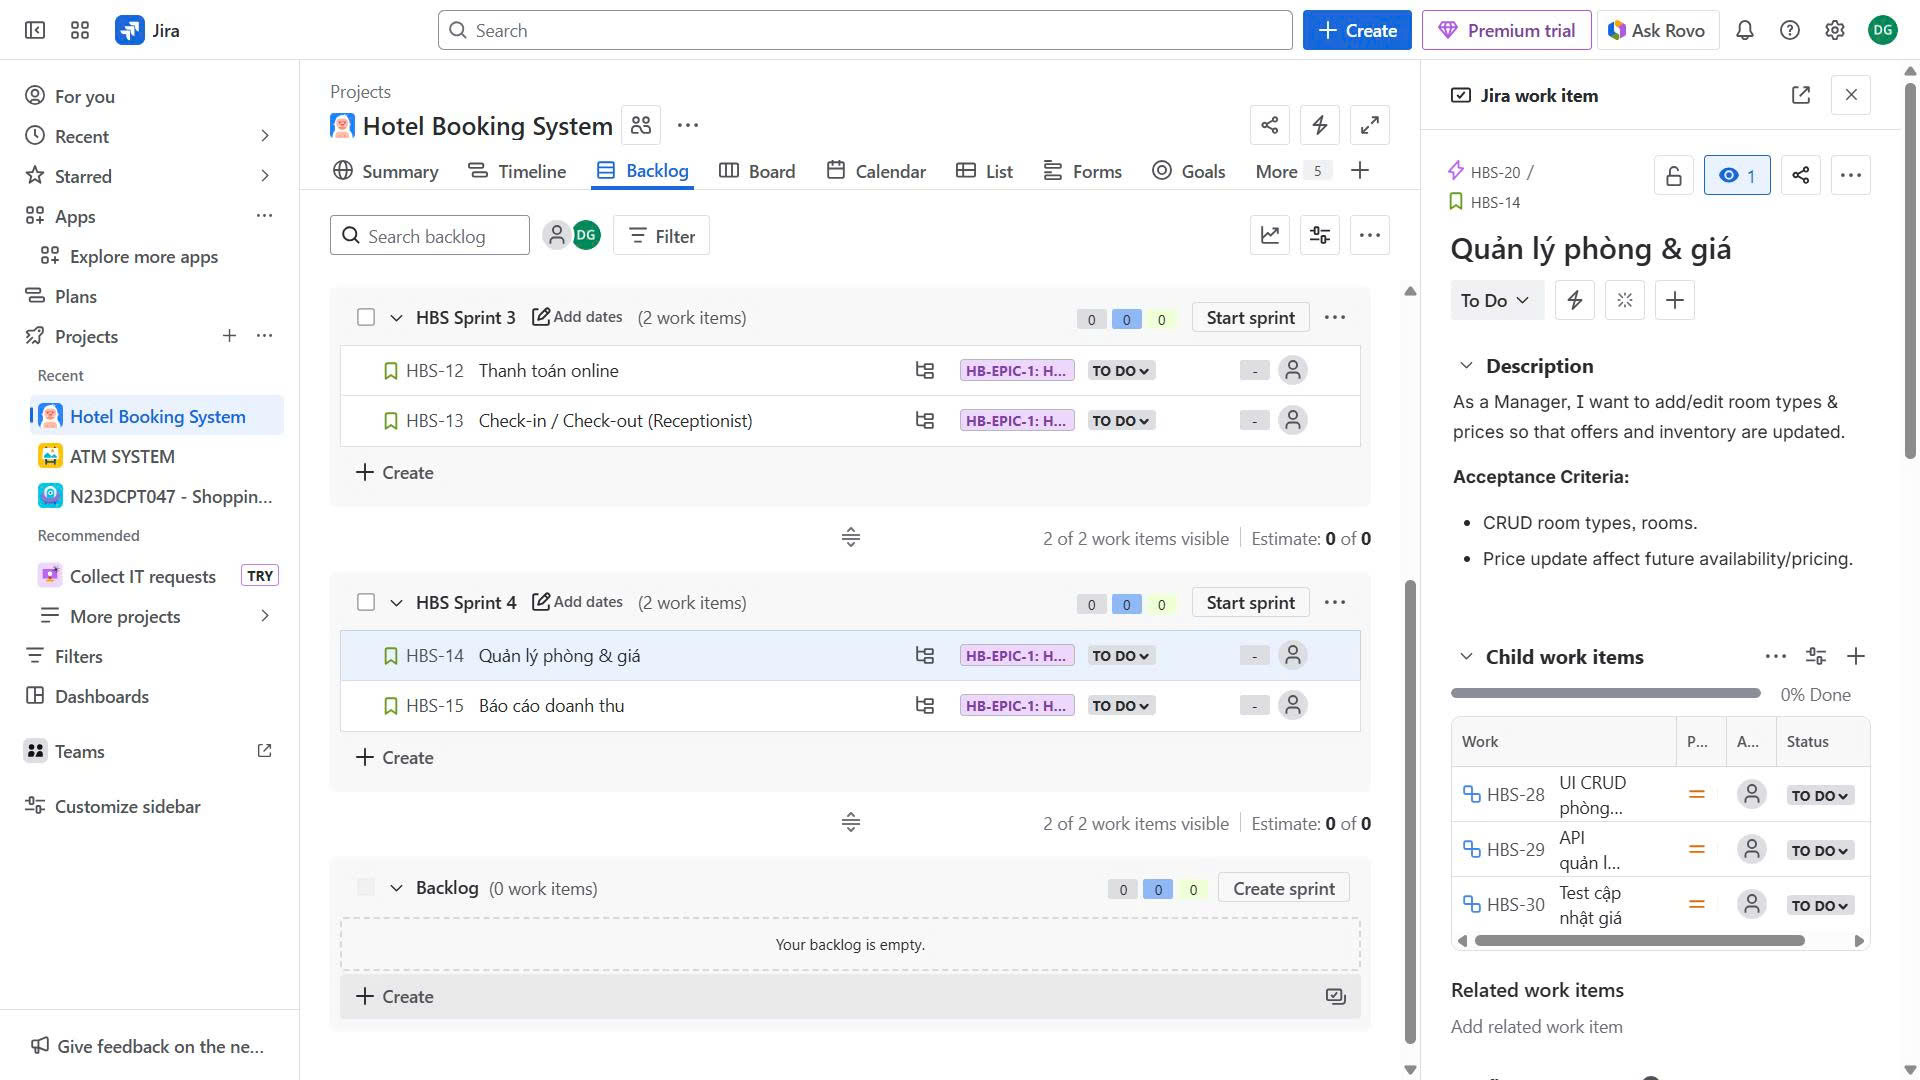 Jira
Search
Create
Premium trial
Ask Rovo
DG
For you
Recent
Starred
Apps
Explore more apps
Plans
Projects
Recent
Hotel Booking System
ATM SYSTEM
N23DCPT047 - Shoppin...
Recommended
Collect IT requests
TRY
More projects
Filters
Dashboards
Teams
Customize sidebar
Give feedback on the ne...
Projects
Hotel Booking System
Summary
Timeline
Backlog
Board
Calendar
List
Forms
Goals
More 5
Search backlog
DG
Filter
HBS Sprint 3 Add dates (2 work items) 0 0 0 Start sprint
HBS-12 Thanh toán online HB-EPIC-1: H... TO DO -
HBS-13 Check-in / Check-out (Receptionist) HB-EPIC-1: H... TO DO -
Create
2 of 2 work items visible Estimate: 0 of 0
HBS Sprint 4 Add dates (2 work items) 0 0 0 Start sprint
HBS-14 Quản lý phòng & giá HB-EPIC-1: H... TO DO -
HBS-15 Báo cáo doanh thu HB-EPIC-1: H... TO DO -
Create
2 of 2 work items visible Estimate: 0 of 0
Backlog (0 work items) 0 0 0 Create sprint
Your backlog is empty.
Create
Jira work item
HBS-20 /
HBS-14
1
Quản lý phòng & giá
To Do
Description
As a Manager, I want to add/edit room types &
prices so that offers and inventory are updated.
Acceptance Criteria:
• CRUD room types, rooms.
• Price update affect future availability/pricing.
Child work items
0% Done
Work P... A... Status
HBS-28 UI CRUD
phòng... TO DO
HBS-29 API
quản l... TO DO
HBS-30 Test cập
nhật giá TO DO
Related work items
Add related work item